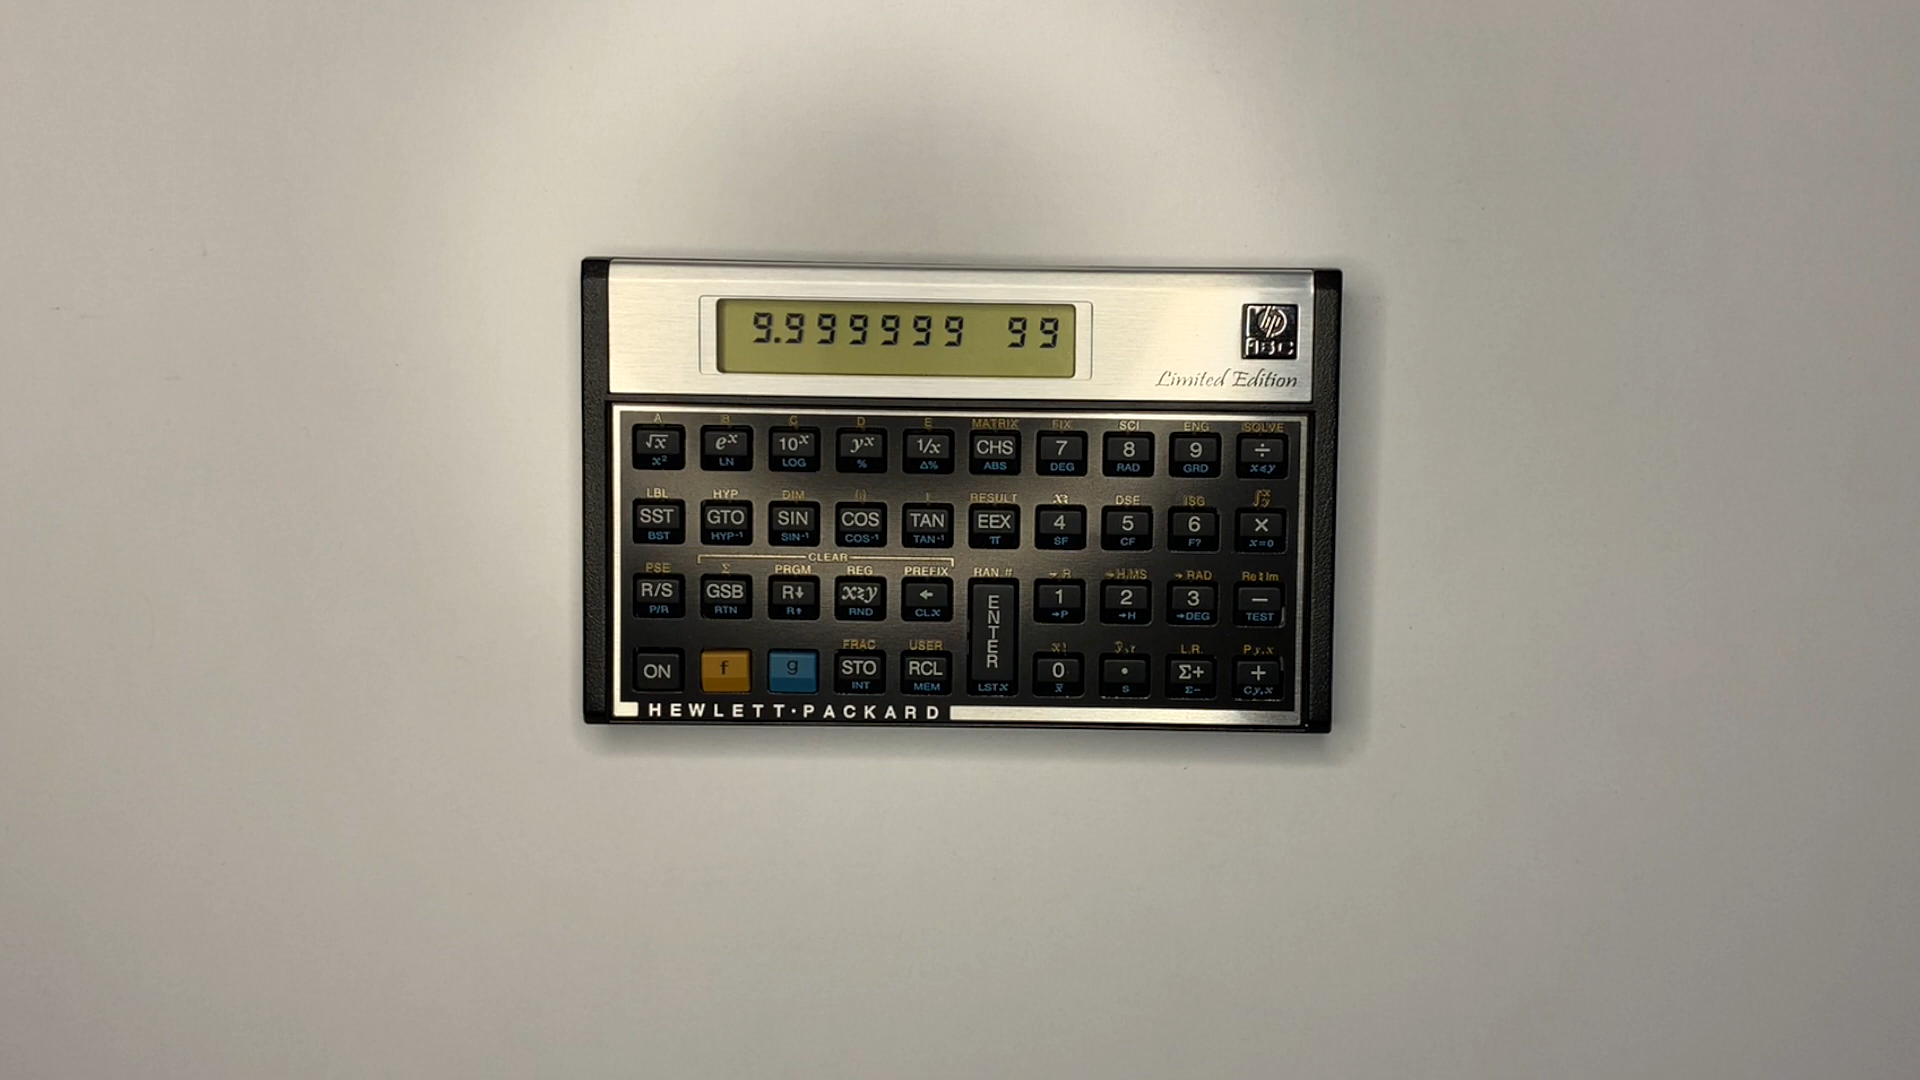 9.999999 99
hp
15C
Limited Edition
A B C D E MATRIX FIX SCI ENG SOLVE
√x eˣ 10ˣ yˣ 1/x CHS 7 8 9 ÷
x² LN LOG % Δ% ABS DEG RAD GRD x≤y
LBL HYP DIM (i) I RESULT x≷ DSE ISG ∫xy
SST GTO SIN COS TAN EEX 4 5 6 ×
BST HYP⁻¹ SIN⁻¹ COS⁻¹ TAN⁻¹ π SF CF F? x=0
CLEAR
PSE Σ PRGM REG PREFIX RAN # →R →H.MS →RAD Re≷Im
R/S GSB R↓ x≷y ← ENTER 1 2 3 −
P/R RTN R↑ RND CLx →P →H →DEG TEST
FRAC USER x! ŷ,r L.R. Py,x
ON f g STO RCL 0 · Σ+ +
INT MEM LSTx x̄ s Σ− Cy,x
HEWLETT·PACKARD